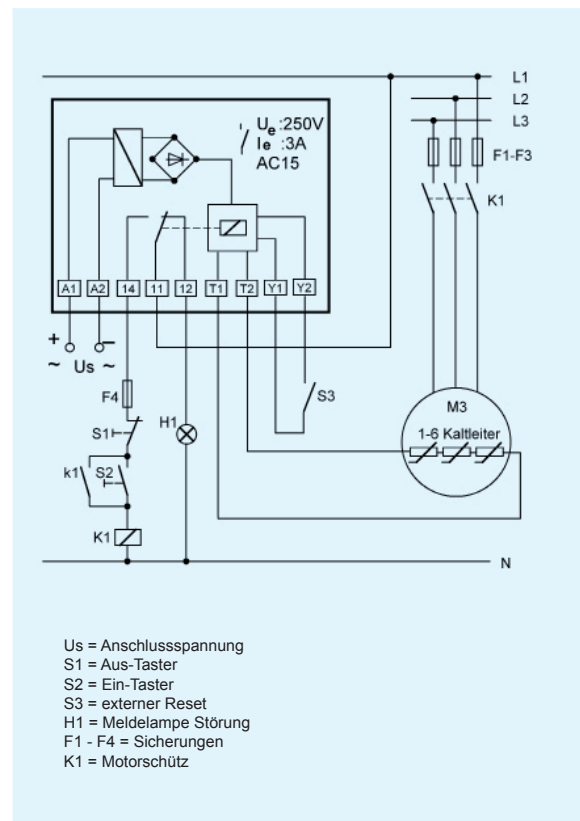 L1
L2
L3
Ue :250V
Ie :3A
AC15
F1-F3
K1
A1 A2 14 11 12 T1 T2 Y1 Y2
+ –
~ Us ~
F4
S3
M3
S1
H1
1-6 Kaltleiter
k1 S2
K1
N
Us = Anschlussspannung
S1 = Aus-Taster
S2 = Ein-Taster
S3 = externer Reset
H1 = Meldelampe Störung
F1 - F4 = Sicherungen
K1 = Motorschütz